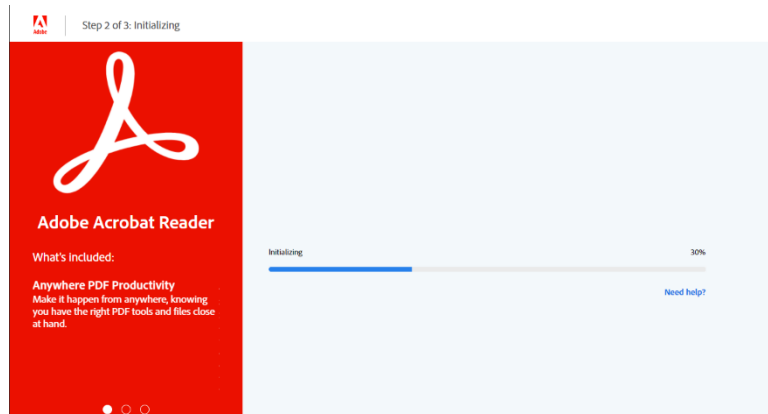 Adobe
Step 2 of 3: Initializing
Adobe Acrobat Reader
What's included:
Anywhere PDF Productivity
Make it happen from anywhere, knowing
you have the right PDF tools and files close
at hand.
Initializing 30%
Need help?